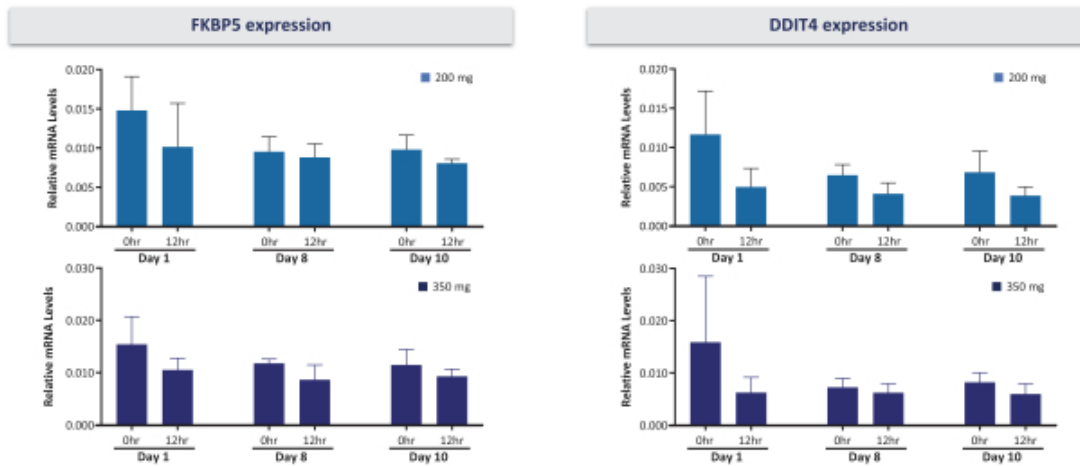 FKBP5 expression
Relative mRNA Levels
0.020
0.015
0.010
0.005
0.000
200 mg
0hr 12hr 0hr 12hr 0hr 12hr
Day 1 Day 8 Day 10
Relative mRNA Levels
0.030
0.020
0.010
0.000
350 mg
0hr 12hr 0hr 12hr 0hr 12hr
Day 1 Day 8 Day 10
DDIT4 expression
Relative mRNA Levels
0.020
0.015
0.010
0.005
0.000
200 mg
0hr 12hr 0hr 12hr 0hr 12hr
Day 1 Day 8 Day 10
Relative mRNA Levels
0.030
0.020
0.010
0.000
350 mg
0hr 12hr 0hr 12hr 0hr 12hr
Day 1 Day 8 Day 10